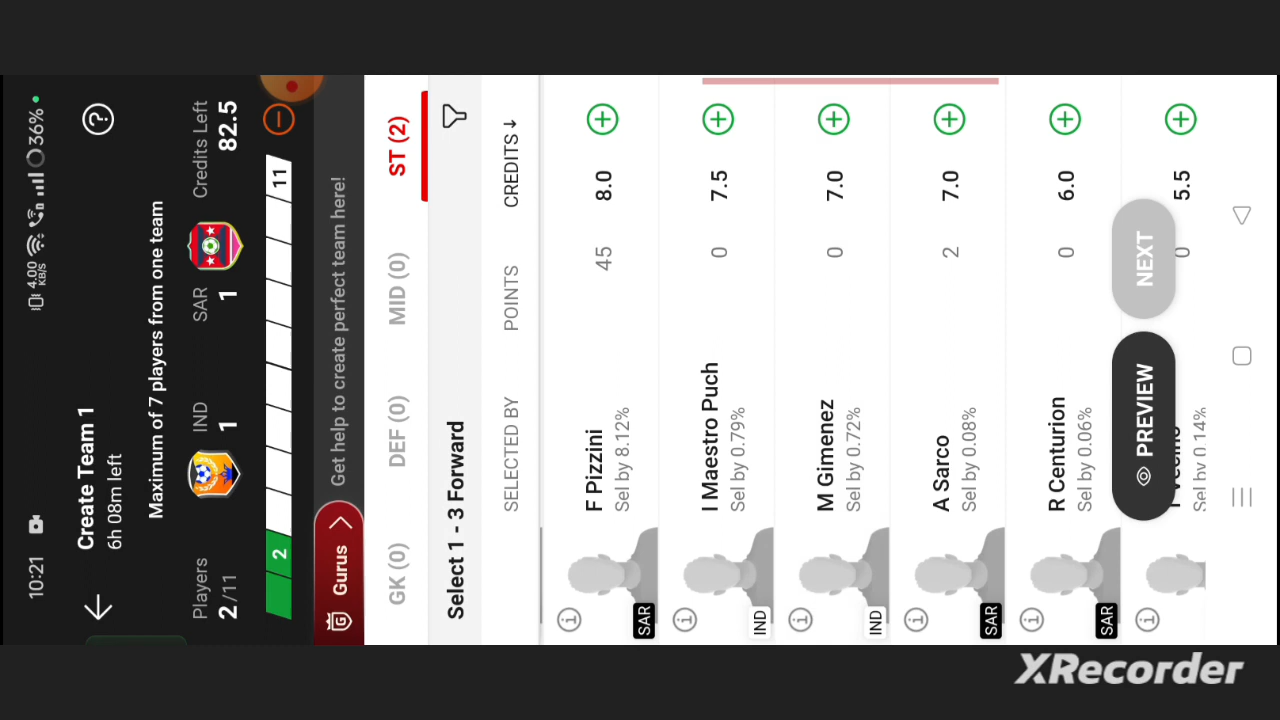 10:21
4.00 KB/S
36%
Create Team 1
6h 08m left
Maximum of 7 players from one team
Players
2/11
IND
1
SAR
1
Credits Left
82.5
2
11
Gurus
Get help to create perfect team here!
GK (0)
DEF (0)
MID (0)
ST (2)
Select 1 - 3 Forward
SELECTED BY
POINTS
CREDITS
SAR
F Pizzini
Sel by 8.12%
45
8.0
IND
I Maestro Puch
Sel by 0.79%
0
7.5
IND
M Gimenez
Sel by 0.72%
0
7.0
SAR
A Sarco
Sel by 0.08%
2
7.0
SAR
R Centurion
Sel by 0.06%
0
6.0
Sel by 0.14%
0
5.5
PREVIEW
NEXT
XRecorder